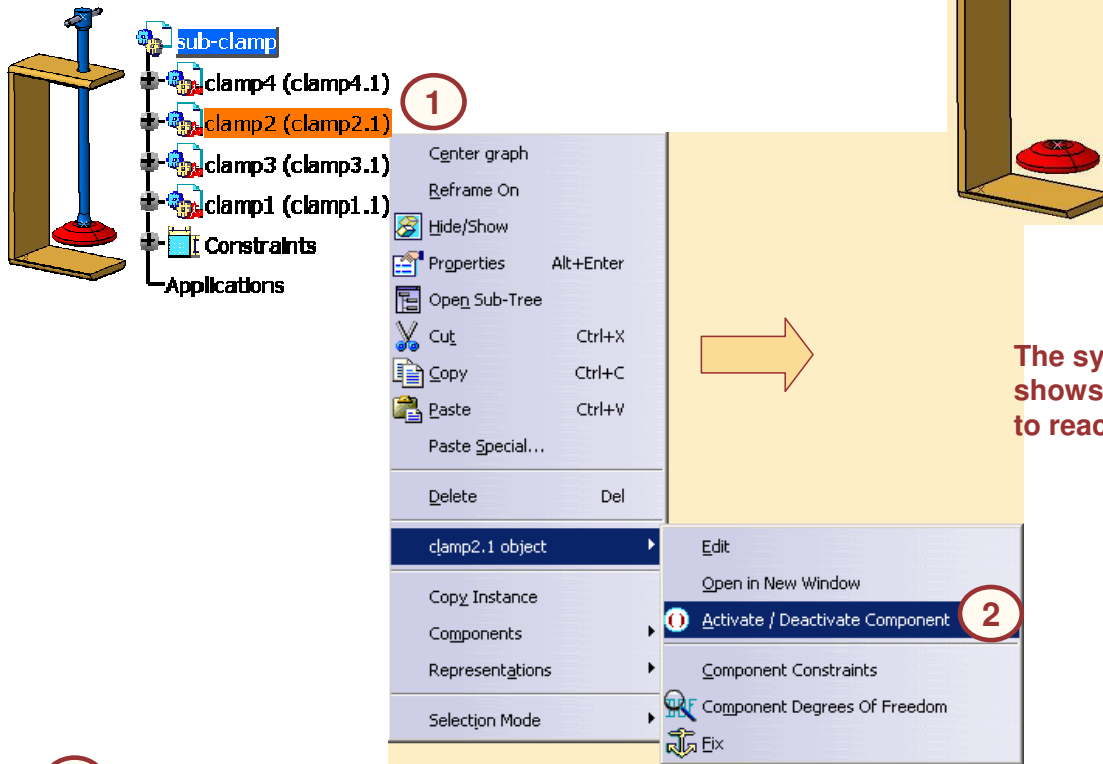 sub-clamp
clamp4 (clamp4.1)
clamp2 (clamp2.1)
clamp3 (clamp3.1)
clamp1 (clamp1.1)
Constraints
Applications
1
Center graph
Reframe On
Hide/Show
Properties Alt+Enter
Open Sub-Tree
Cut Ctrl+X
Copy Ctrl+C
Paste Ctrl+V
Paste Special...
Delete Del
clamp2.1 object
Copy Instance
Components
Representations
Selection Mode
Edit
Open in New Window
Activate / Deactivate Component
2
Component Constraints
Component Degrees Of Freedom
Fix
The sy
shows
to reac